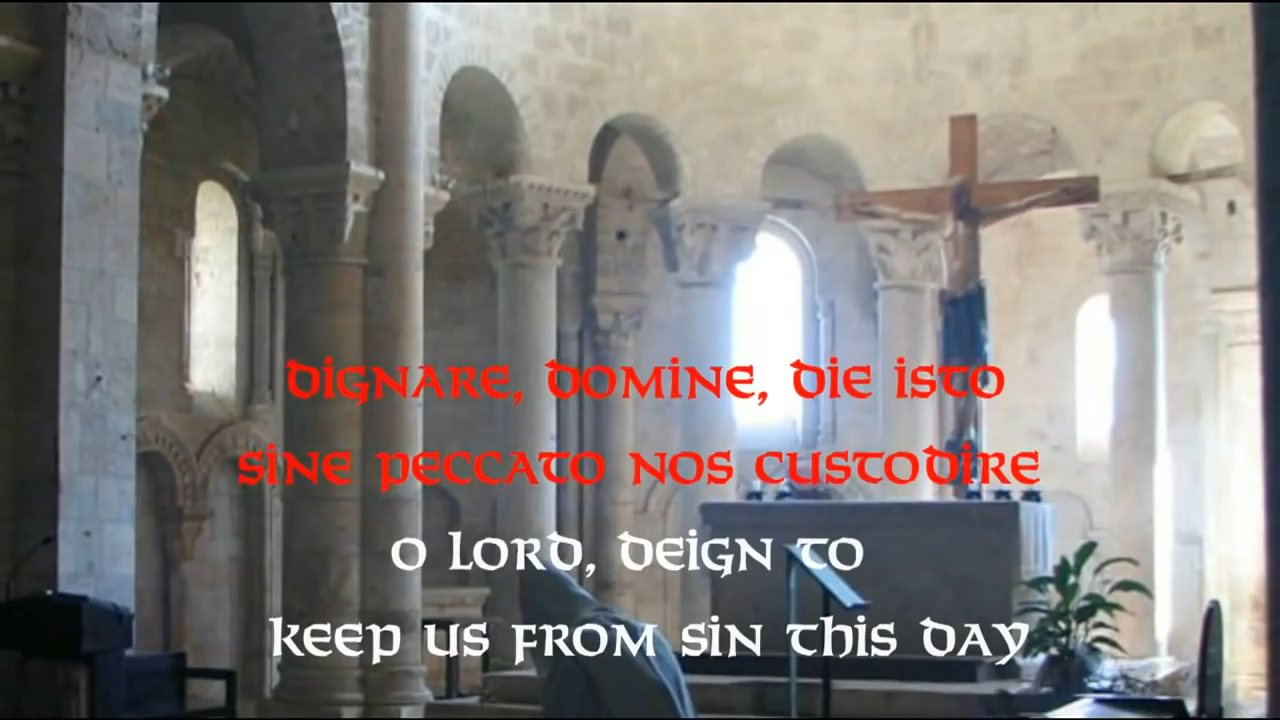 Dignare, Domine, die isto
sine peccato nos custodire
O Lord, deign to
keep us from sin this day